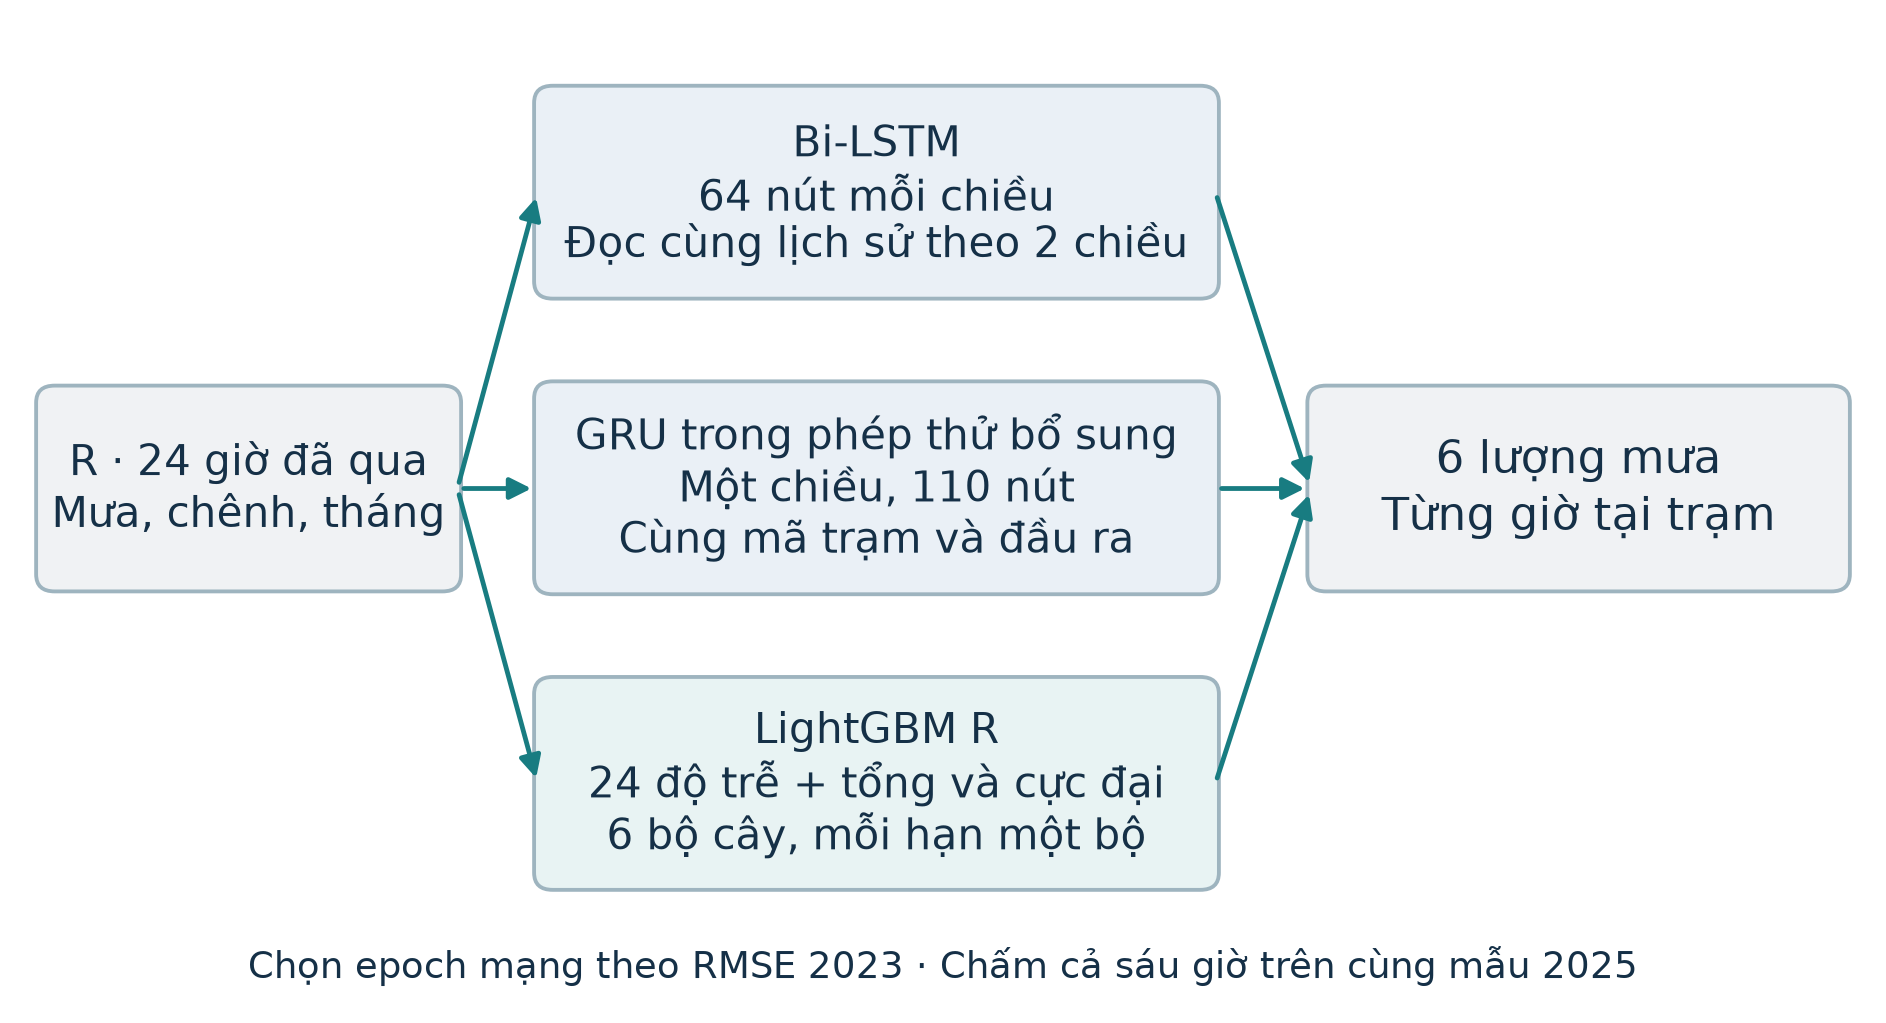 Bi-LSTM
64 nút mỗi chiều
Đọc cùng lịch sử theo 2 chiều
R · 24 giờ đã qua
Mưa, chênh, tháng
GRU trong phép thử bổ sung
Một chiều, 110 nút
Cùng mã trạm và đầu ra
6 lượng mưa
Từng giờ tại trạm
LightGBM R
24 độ trễ + tổng và cực đại
6 bộ cây, mỗi hạn một bộ
Chọn epoch mạng theo RMSE 2023 · Chấm cả sáu giờ trên cùng mẫu 2025